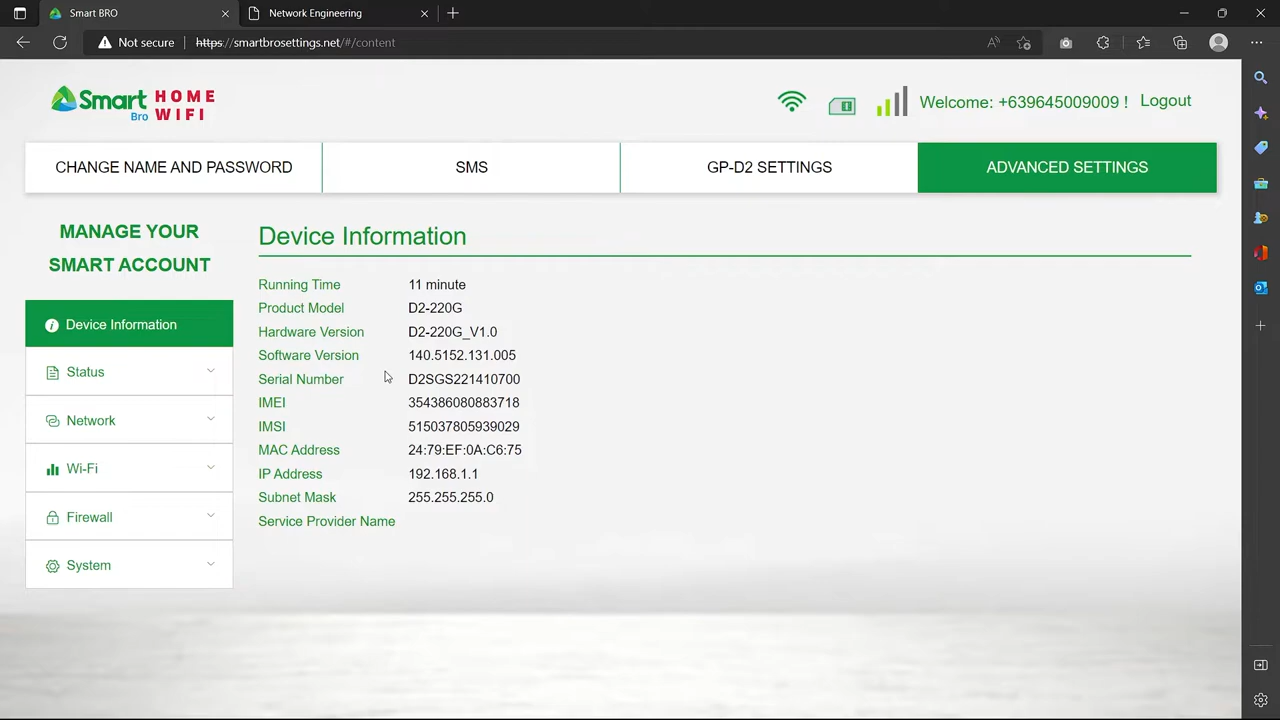 Smart BRO
Network Engineering
Not secure
https://smartbrosettings.net/#/content
Smart Bro HOME WIFI
Welcome: +639645009009 !
Logout
CHANGE NAME AND PASSWORD
SMS
GP-D2 SETTINGS
ADVANCED SETTINGS
MANAGE YOUR
SMART ACCOUNT
Device Information
Status
Network
Wi-Fi
Firewall
System
Device Information
Running Time 11 minute
Product Model D2-220G
Hardware Version D2-220G_V1.0
Software Version 140.5152.131.005
Serial Number D2SGS221410700
IMEI 354386080883718
IMSI 515037805939029
MAC Address 24:79:EF:0A:C6:75
IP Address 192.168.1.1
Subnet Mask 255.255.255.0
Service Provider Name